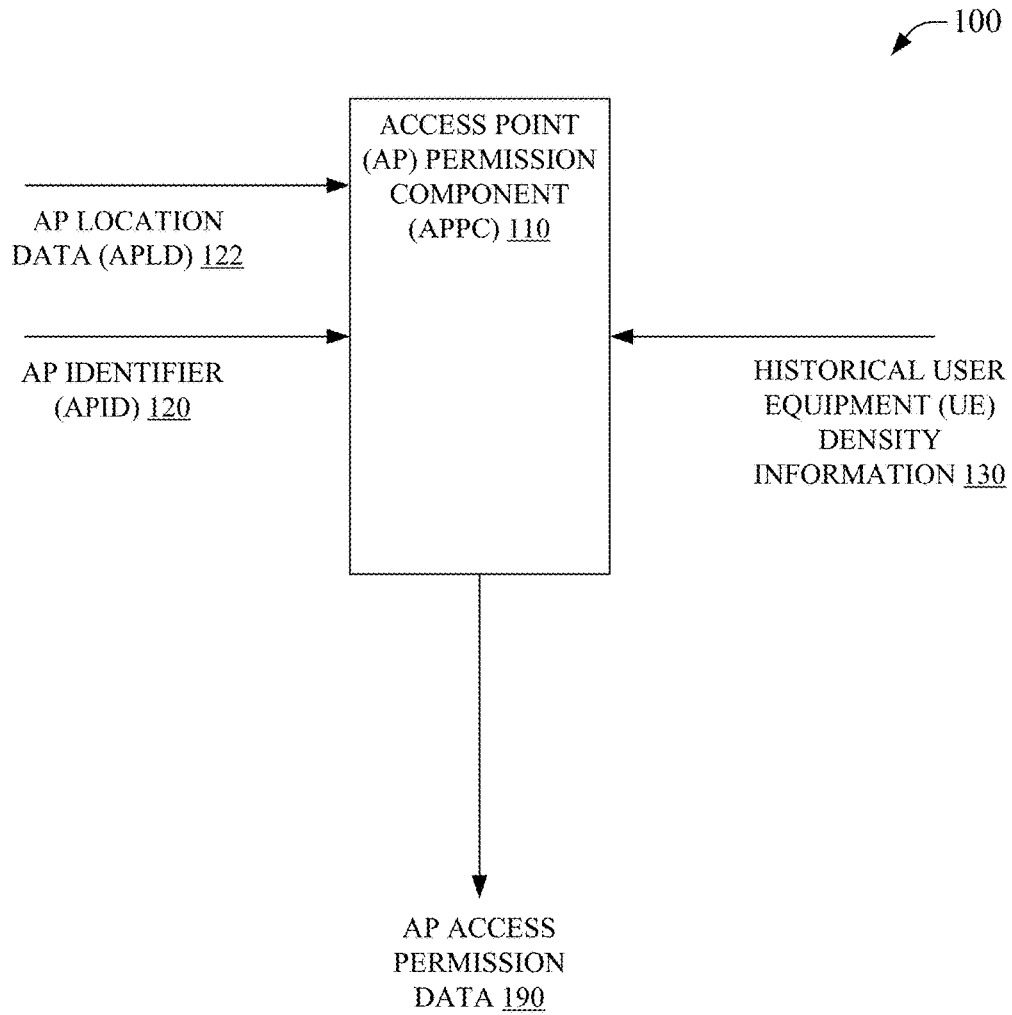 100
ACCESS POINT
(AP) PERMISSION
COMPONENT
(APPC) 110
AP LOCATION
DATA (APLD) 122
AP IDENTIFIER
(APID) 120
HISTORICAL USER
EQUIPMENT (UE)
DENSITY
INFORMATION 130
AP ACCESS
PERMISSION
DATA 190